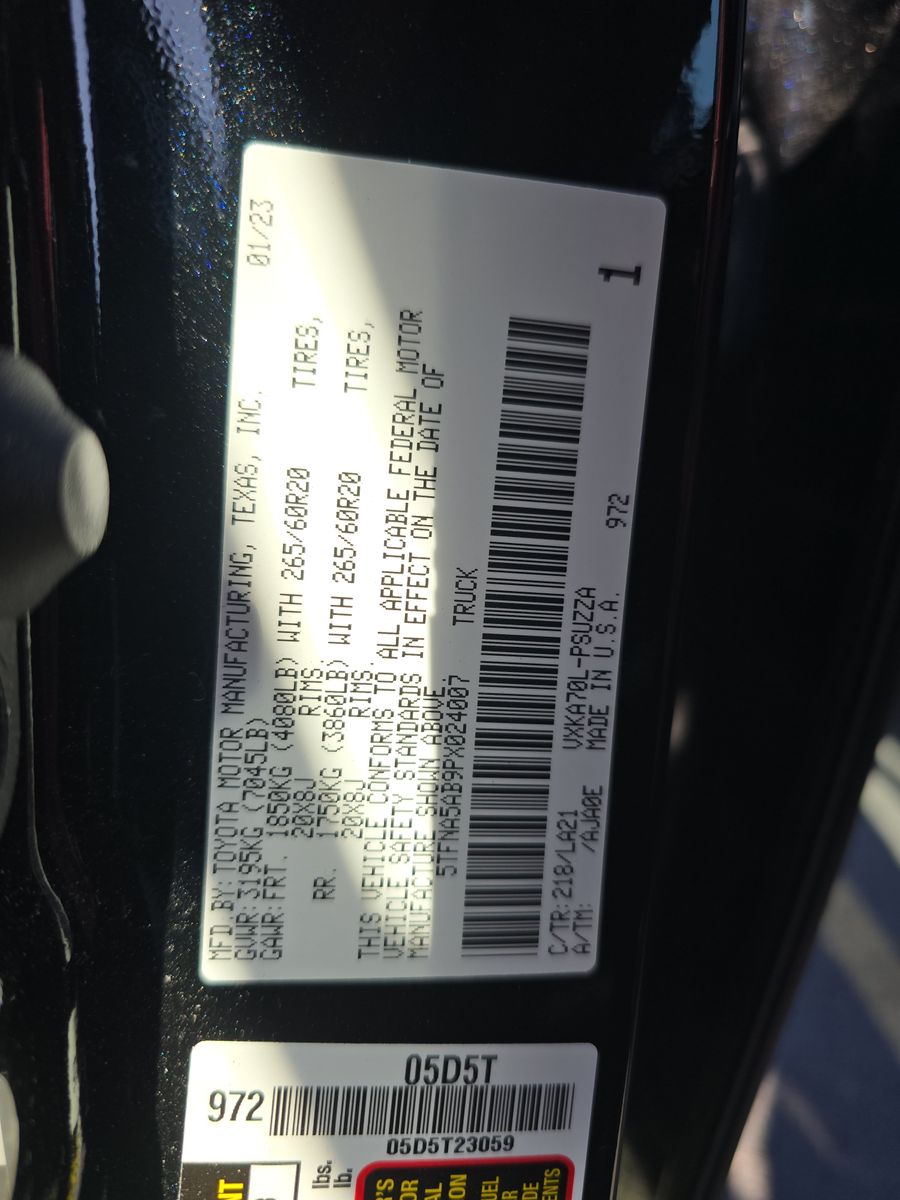 MFD.BY:TOYOTA MOTOR MANUFACTURING, TEXAS, INC. 01/23
GVWR:3195KG (7045LB)
GAWR:FRT. 1850KG (4080LB) WITH 265/60R20 TIRES,
20X8J RIMS,
RR. 1750KG (3860LB) WITH 265/60R20 TIRES,
20X8J RIMS.
THIS VEHICLE CONFORMS TO ALL APPLICABLE FEDERAL MOTOR
VEHICLE SAFETY STANDARDS IN EFFECT ON THE DATE OF
MANUFACTURE SHOWN ABOVE.
5TFNA5AB9PX024007 TRUCK
C/TR:218/LA21 VXKA70L-PSUZZA 1
A/TM: /AJA0E MADE IN U.S.A. 972
05D5T
972
05D5T23059
lbs.
lb.